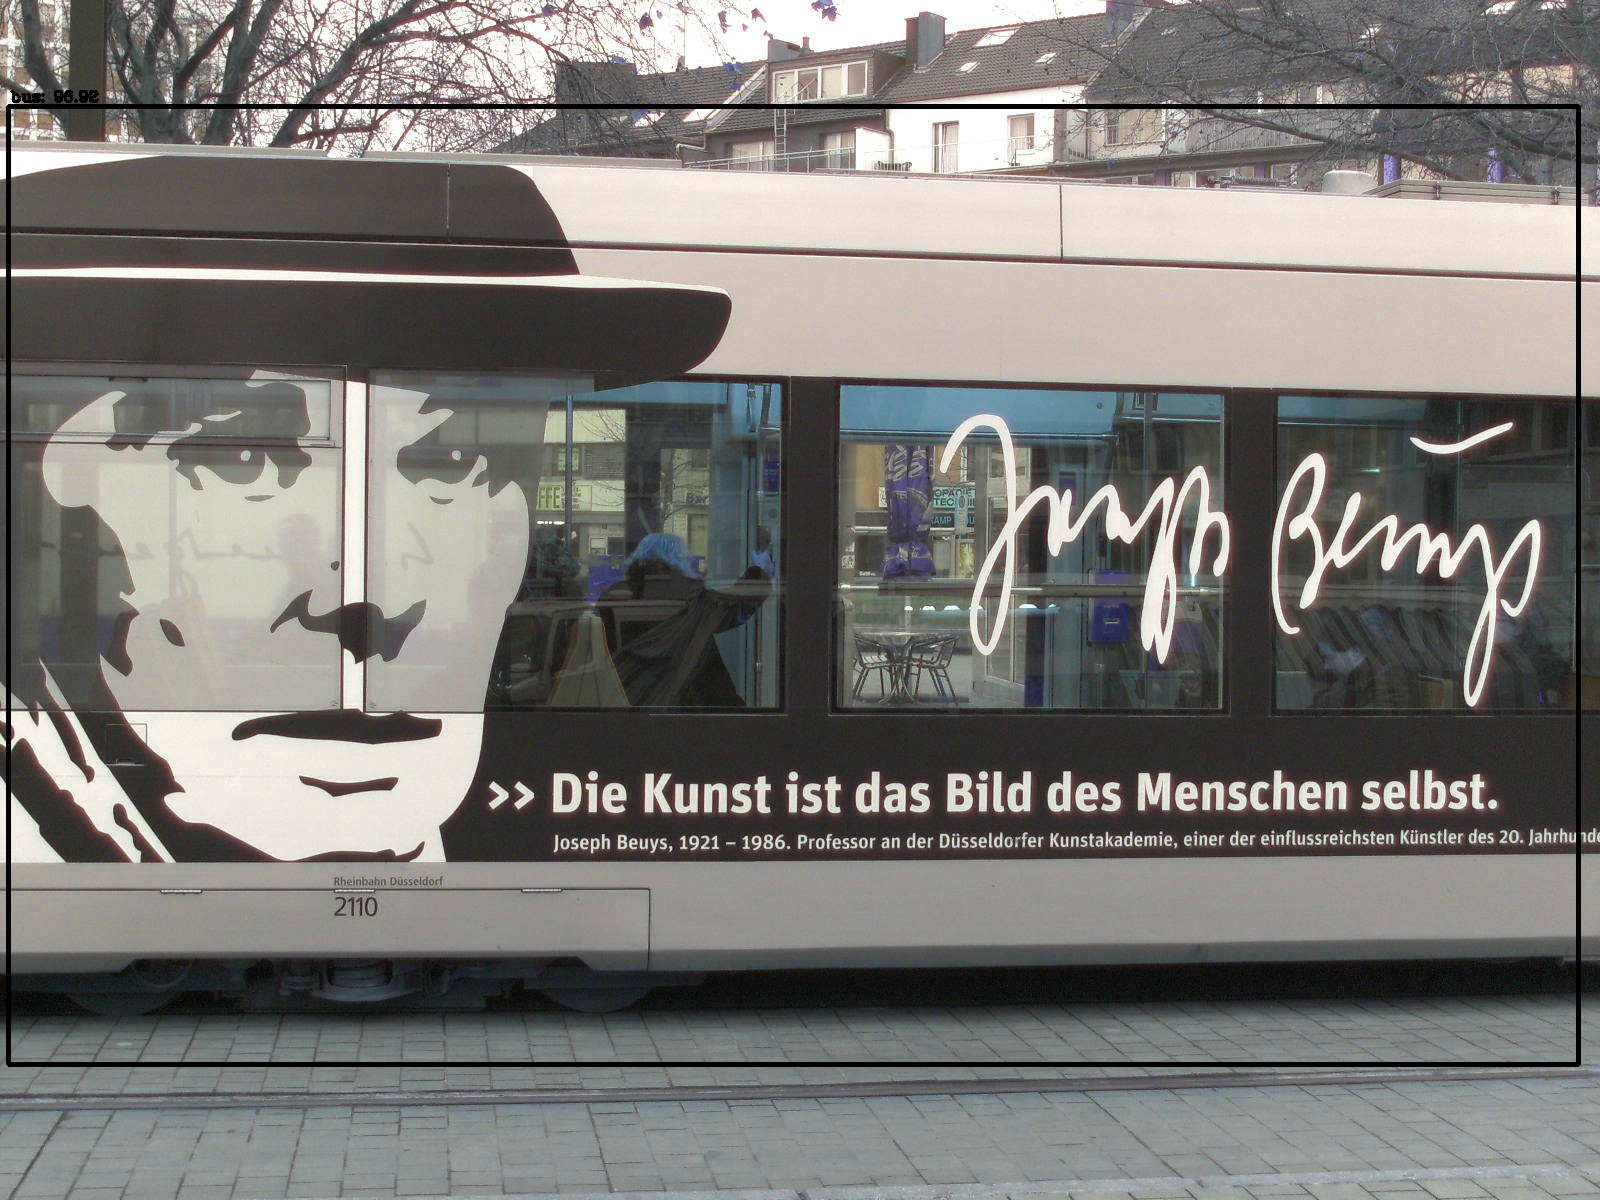 bus: 96.92
Joseph Beuys
>> Die Kunst ist das Bild des Menschen selbst.
Joseph Beuys, 1921 – 1986. Professor an der Düsseldorfer Kunstakademie, einer der einflussreichsten Künstler des 20. Jahrhunde
Rheinbahn Düsseldorf
2110